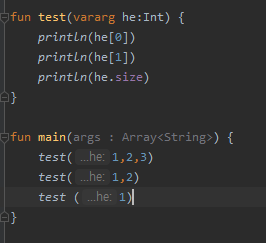 fun test(vararg he:Int) {
println(he[0])
println(he[1])
println(he.size)
}
fun main(args : Array<String>) {
test( ...he: 1,2,3)
test( ...he: 1,2)
test ( ...he: 1)
}